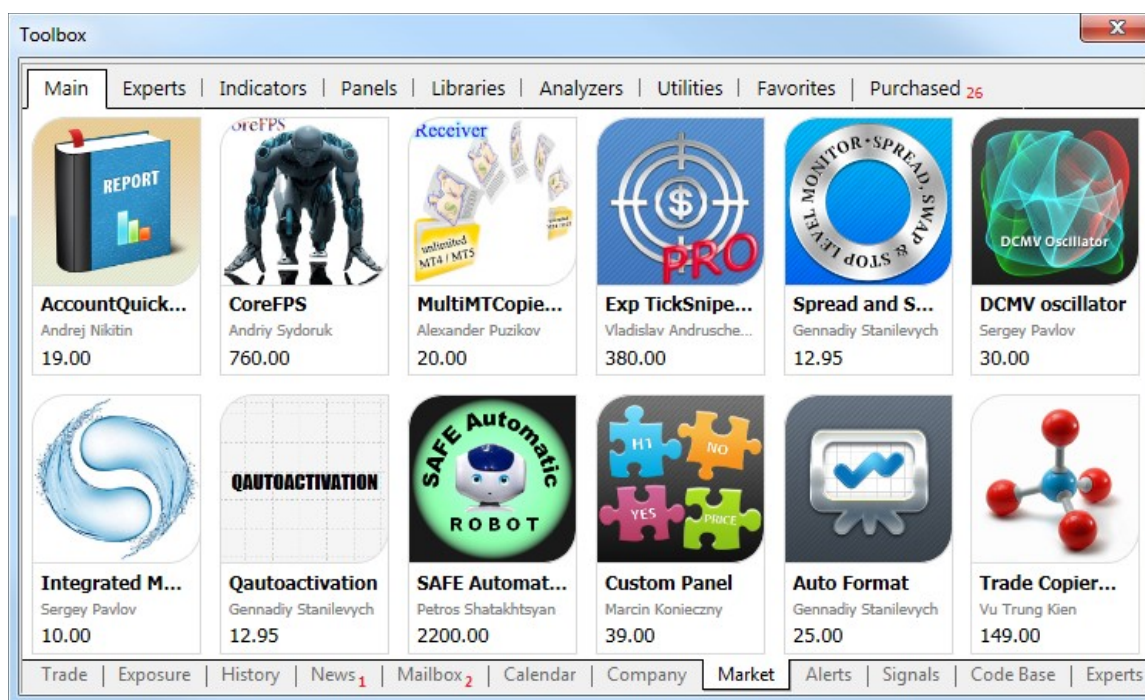 Toolbox
Main Experts Indicators Panels Libraries Analyzers Utilities Favorites Purchased 26
REPORT
CoreFPS
Receiver
unlimited
MT4 / MT5
$
PRO
MONITOR • SPREAD, SWAP & STOP LEVEL
DCMV Oscillator
AccountQuick... CoreFPS MultiMTCopie... Exp TickSnipe... Spread and S... DCMV oscillator
Andrej Nikitin Andriy Sydoruk Alexander Puzikov Vladislav Andrusche... Gennadiy Stanilevych Sergey Pavlov
19.00 760.00 20.00 380.00 12.95 30.00
QAUTOACTIVATION
SAFE Automatic
ROBOT
H1 NO
YES PRICE
Integrated M... Qautoactivation SAFE Automat... Custom Panel Auto Format Trade Copier...
Sergey Pavlov Gennadiy Stanilevych Petros Shatakhtsyan Marcin Konieczny Gennadiy Stanilevych Vu Trung Kien
10.00 12.95 2200.00 39.00 25.00 149.00
Trade Exposure History News 1 Mailbox 2 Calendar Company Market Alerts Signals Code Base Experts